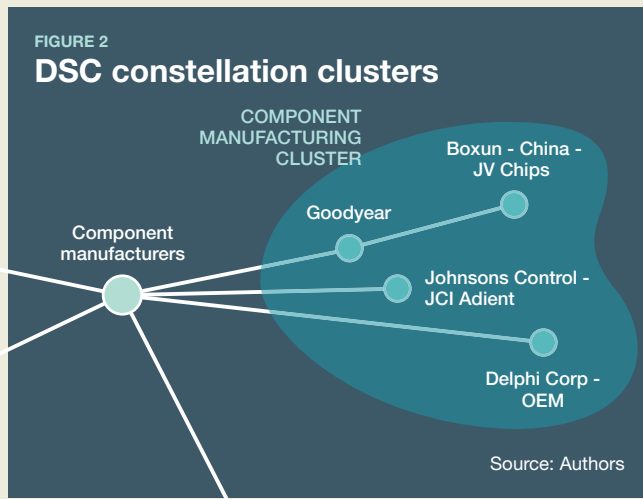 FIGURE 2
DSC constellation clusters
COMPONENT
MANUFACTURING
CLUSTER
Boxun - China -
JV Chips
Goodyear
Component
manufacturers
Johnsons Control -
JCI Adient
Delphi Corp -
OEM
Source: Authors